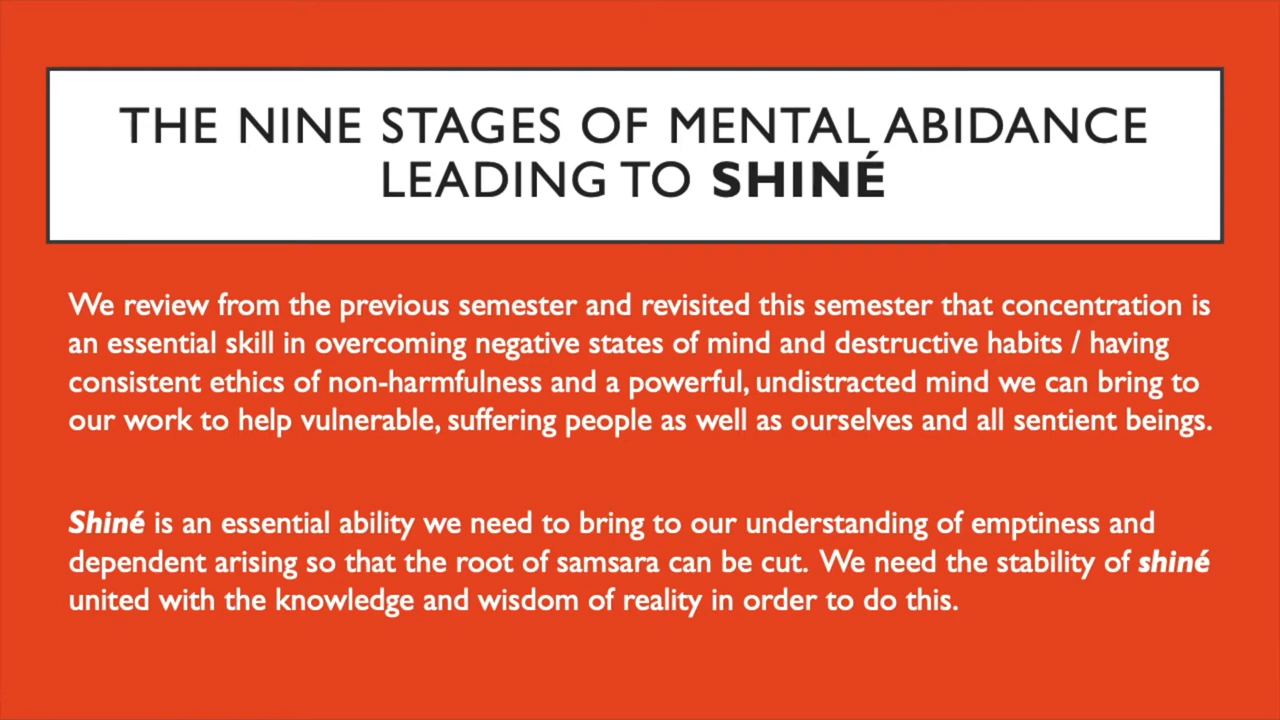 THE NINE STAGES OF MENTAL ABIDANCE
LEADING TO SHINÉ
We review from the previous semester and revisited this semester that concentration is
an essential skill in overcoming negative states of mind and destructive habits / having
consistent ethics of non-harmfulness and a powerful, undistracted mind we can bring to
our work to help vulnerable, suffering people as well as ourselves and all sentient beings.
Shiné is an essential ability we need to bring to our understanding of emptiness and
dependent arising so that the root of samsara can be cut. We need the stability of shiné
united with the knowledge and wisdom of reality in order to do this.